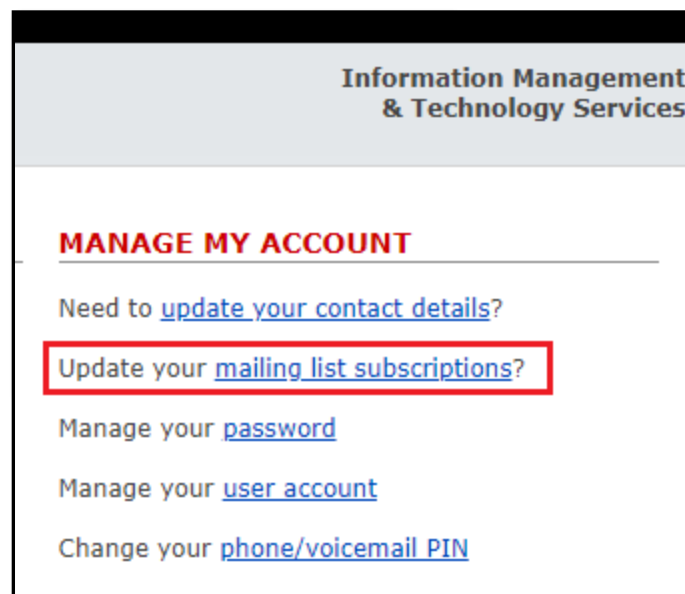 Information Management
& Technology Services
MANAGE MY ACCOUNT
Need to update your contact details?
Update your mailing list subscriptions?
Manage your password
Manage your user account
Change your phone/voicemail PIN